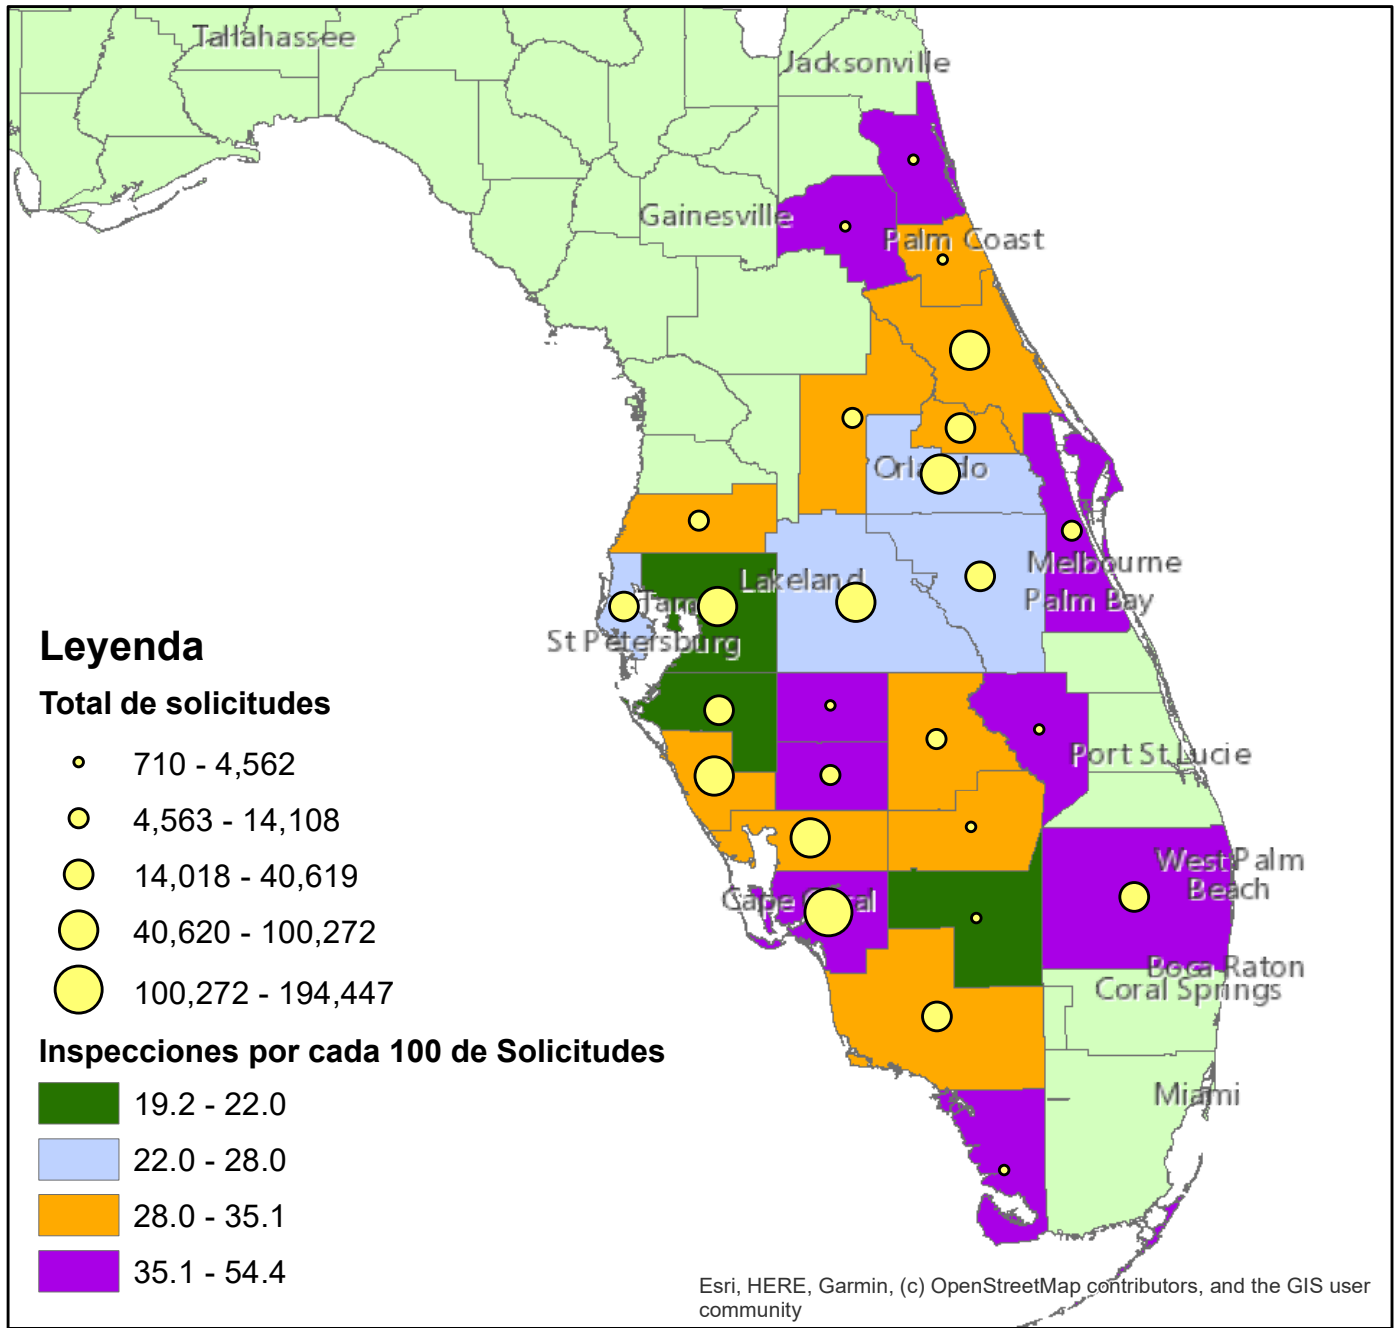 Tallahassee
Jacksonville
Gainesville
Palm Coast
Orlando
Lakeland
Melbourne
Palm Bay
St Petersburg
Port St Lucie
West Palm
Beach
Cape Coral
Boca Raton
Coral Springs
Miami
Leyenda
Total de solicitudes
710 - 4,562
4,563 - 14,108
14,018 - 40,619
40,620 - 100,272
100,272 - 194,447
Inspecciones por cada 100 de Solicitudes
19.2 - 22.0
22.0 - 28.0
28.0 - 35.1
35.1 - 54.4
Esri, HERE, Garmin, (c) OpenStreetMap contributors, and the GIS user
community